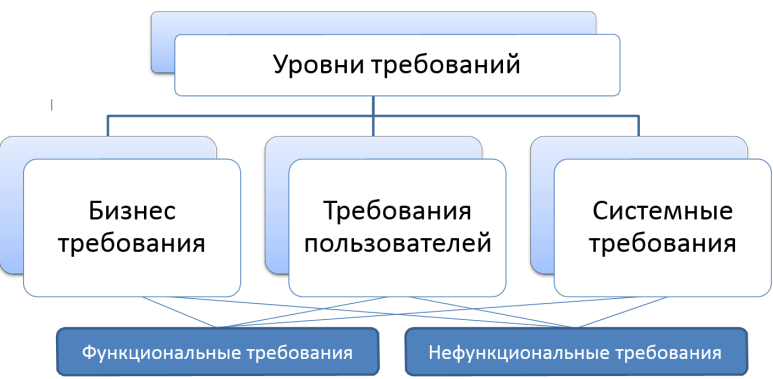 Уровни требований
Бизнес
требования
Требования
пользователей
Системные
требования
Функциональные требования
Нефункциональные требования